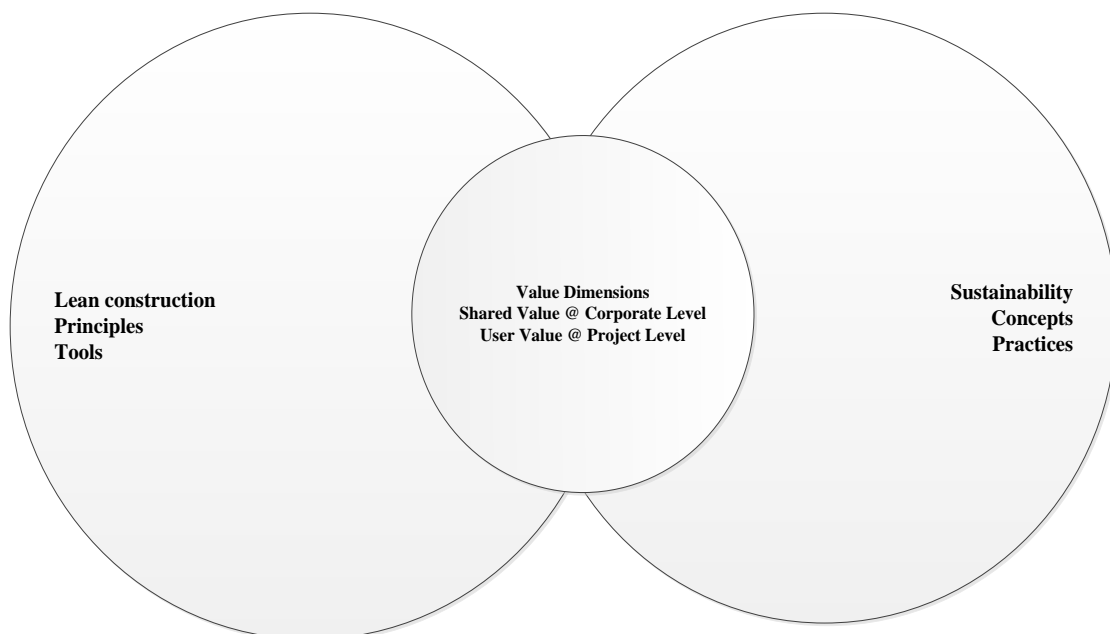 Lean construction
Principles
Tools
Value Dimensions
Shared Value @ Corporate Level
User Value @ Project Level
Sustainability
Concepts
Practices